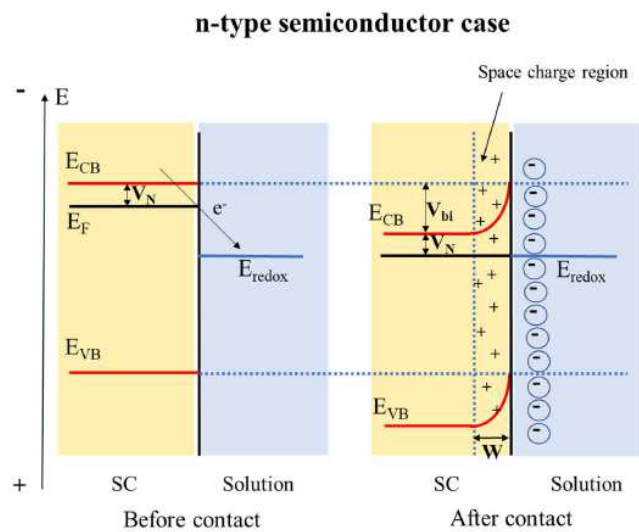 n-type semiconductor case
Space charge region
- E
E_CB
V_N
E_F
e⁻
E_redox
E_VB
+
SC Solution
Before contact
E_CB
V_bi
V_N
E_redox
E_VB
W
+ + + + + + + + + + + +
- - - - - - - - - - - -
SC Solution
After contact